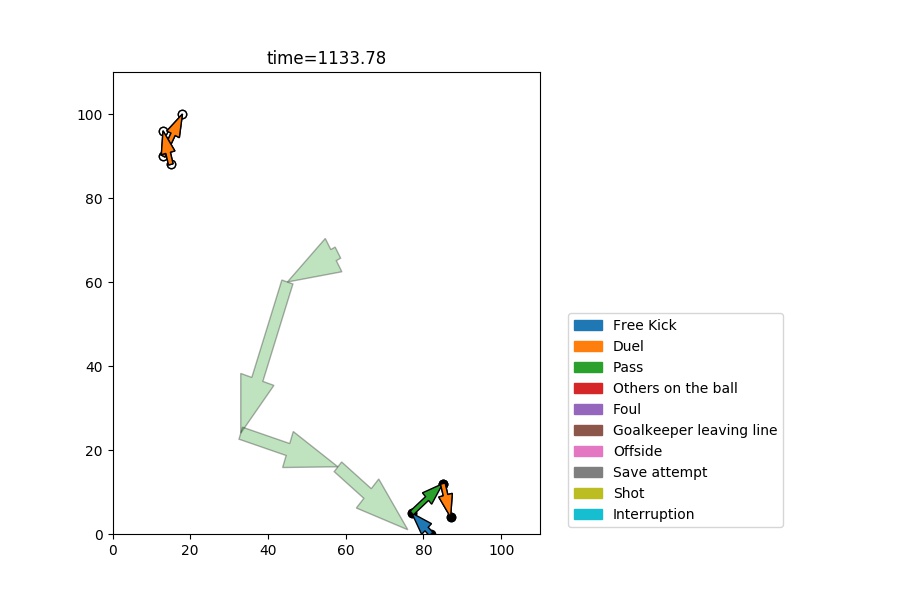 time=1133.78
100
80
60
40
20
0
0 20 40 60 80 100
Free Kick
Duel
Pass
Others on the ball
Foul
Goalkeeper leaving line
Offside
Save attempt
Shot
Interruption